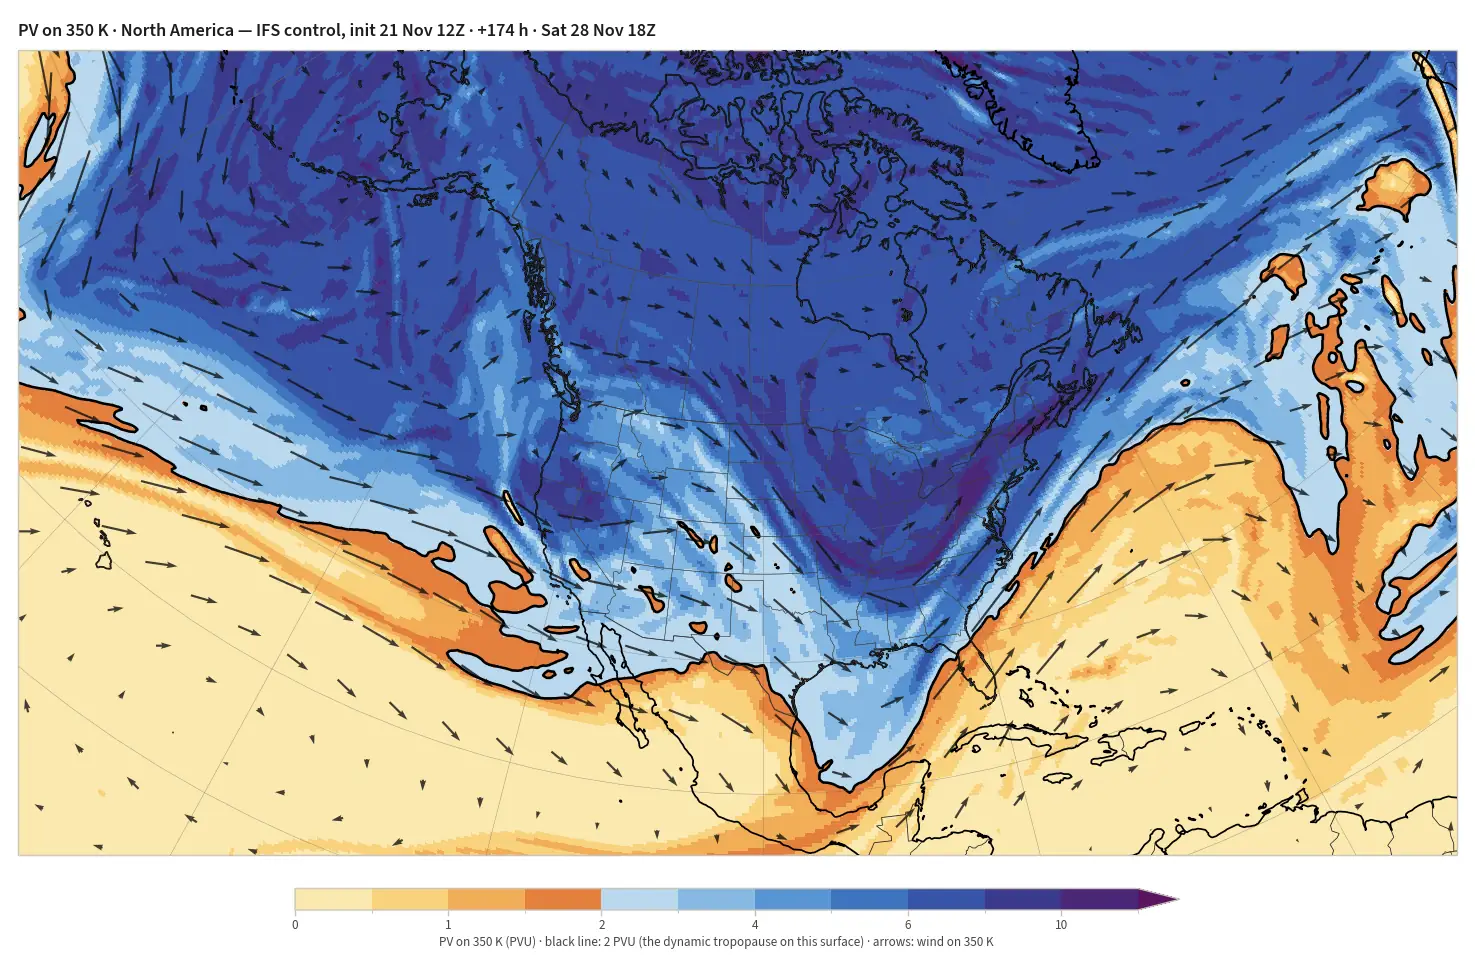 PV on 350 K · North America — IFS control, init 21 Nov 12Z · +174 h · Sat 28 Nov 18Z
0 1 2 4 6 10
PV on 350 K (PVU) · black line: 2 PVU (the dynamic tropopause on this surface) · arrows: wind on 350 K